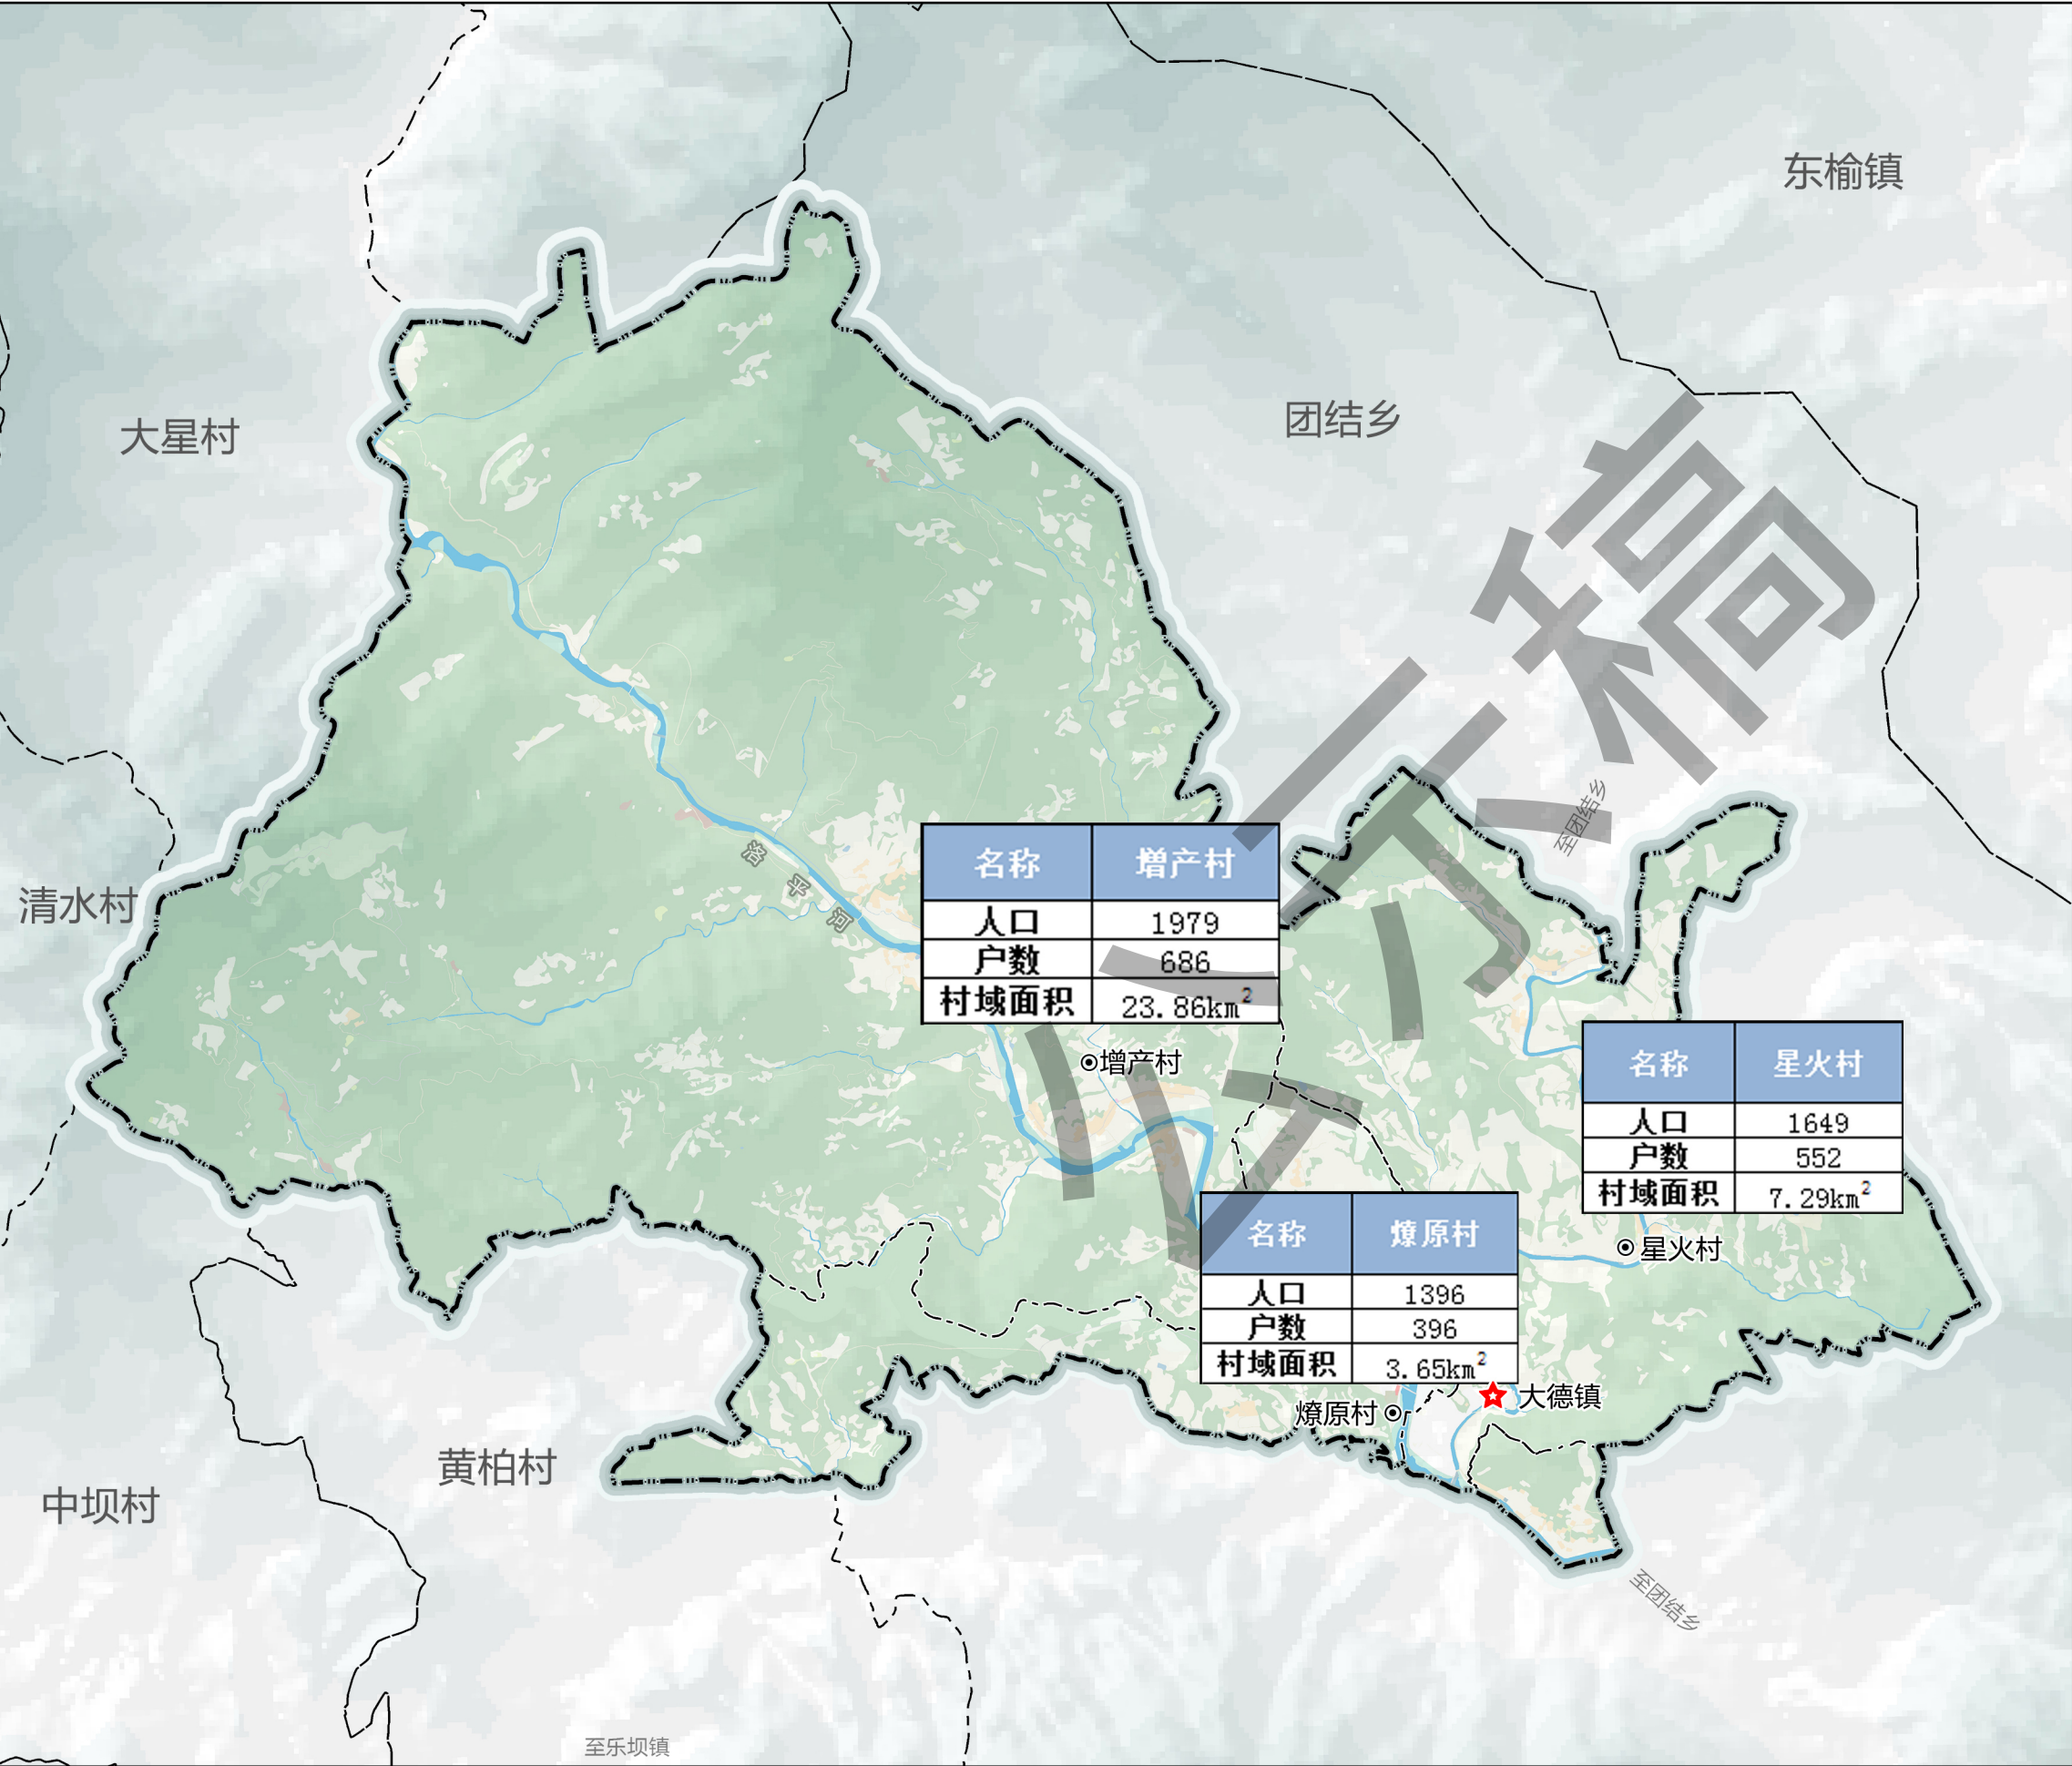 东榆镇
团结乡
大星村
公示稿
至团结乡
清水村
洛平河
名称 增产村
人口 1979
户数 686
村域面积 23.86km²
增产村
名称 星火村
人口 1649
户数 552
村域面积 7.29km²
星火村
名称 燎原村
人口 1396
户数 396
村域面积 3.65km²
大德镇
燎原村
黄柏村
中坝村
至团结乡
至乐坝镇